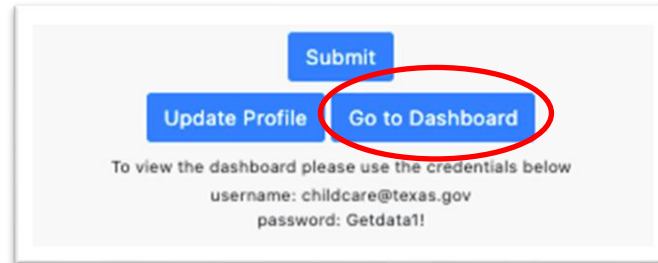 Submit
Update Profile Go to Dashboard
To view the dashboard please use the credentials below
username: childcare@texas.gov
password: Getdata1!